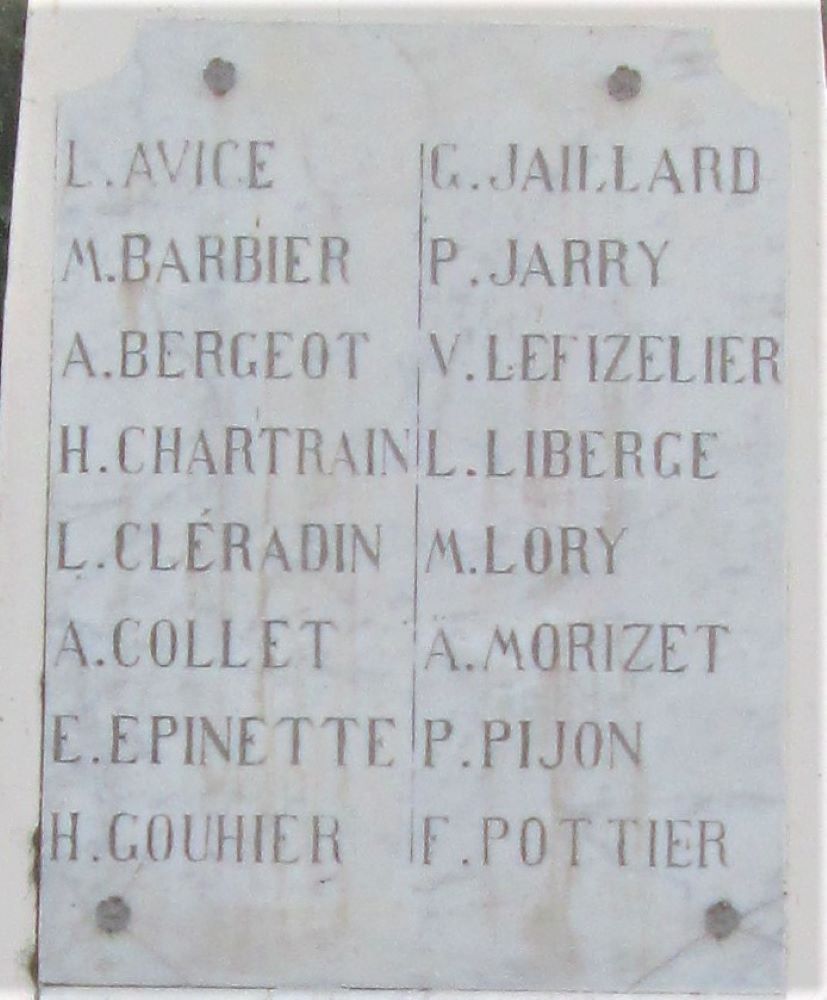 L. AVICE
M. BARBIER
A. BERGEOT
H. CHARTRAIN
L. CLÉRADIN
A. COLLET
E. EPINETTE
H. GOUHIER
G. JAILLARD
P. JARRY
V. LEFIZELIER
L. LIBERGE
M. LORY
A. MORIZET
P. PIJON
F. POTTIER